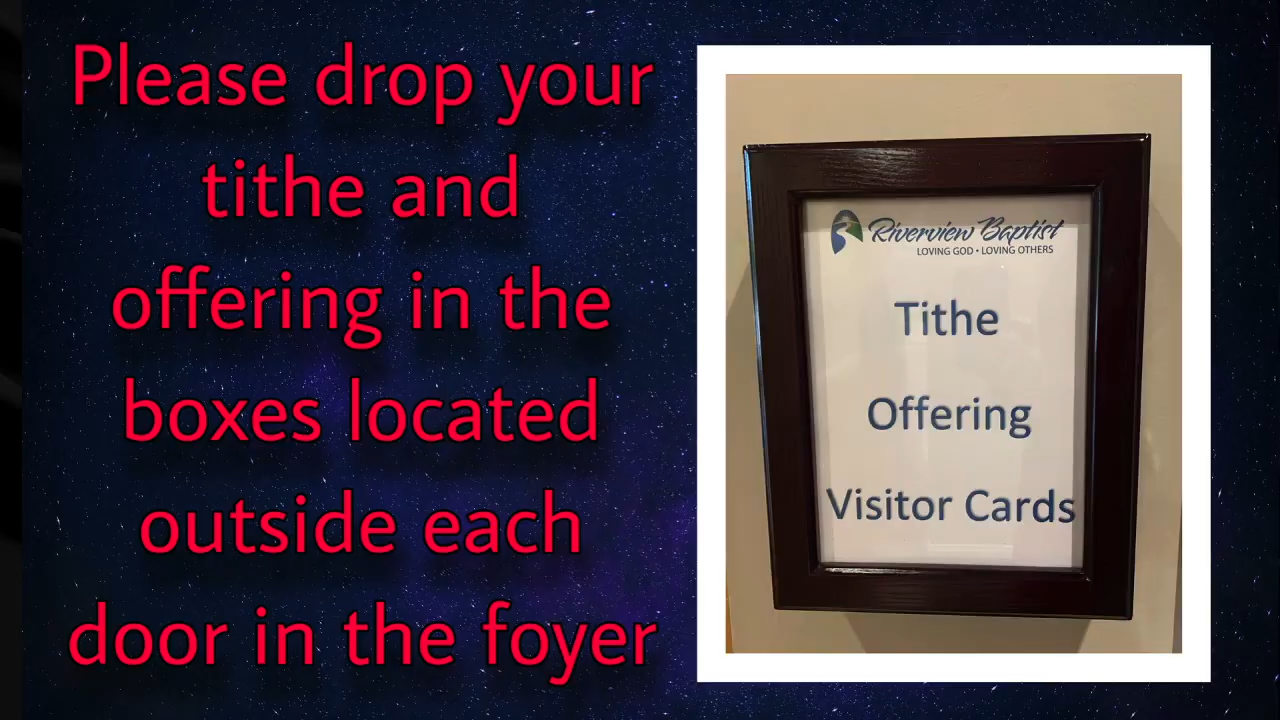 Please drop your
tithe and
offering in the
boxes located
outside each
door in the foyer
Riverview Baptist
LOVING GOD • LOVING OTHERS
Tithe
Offering
Visitor Cards